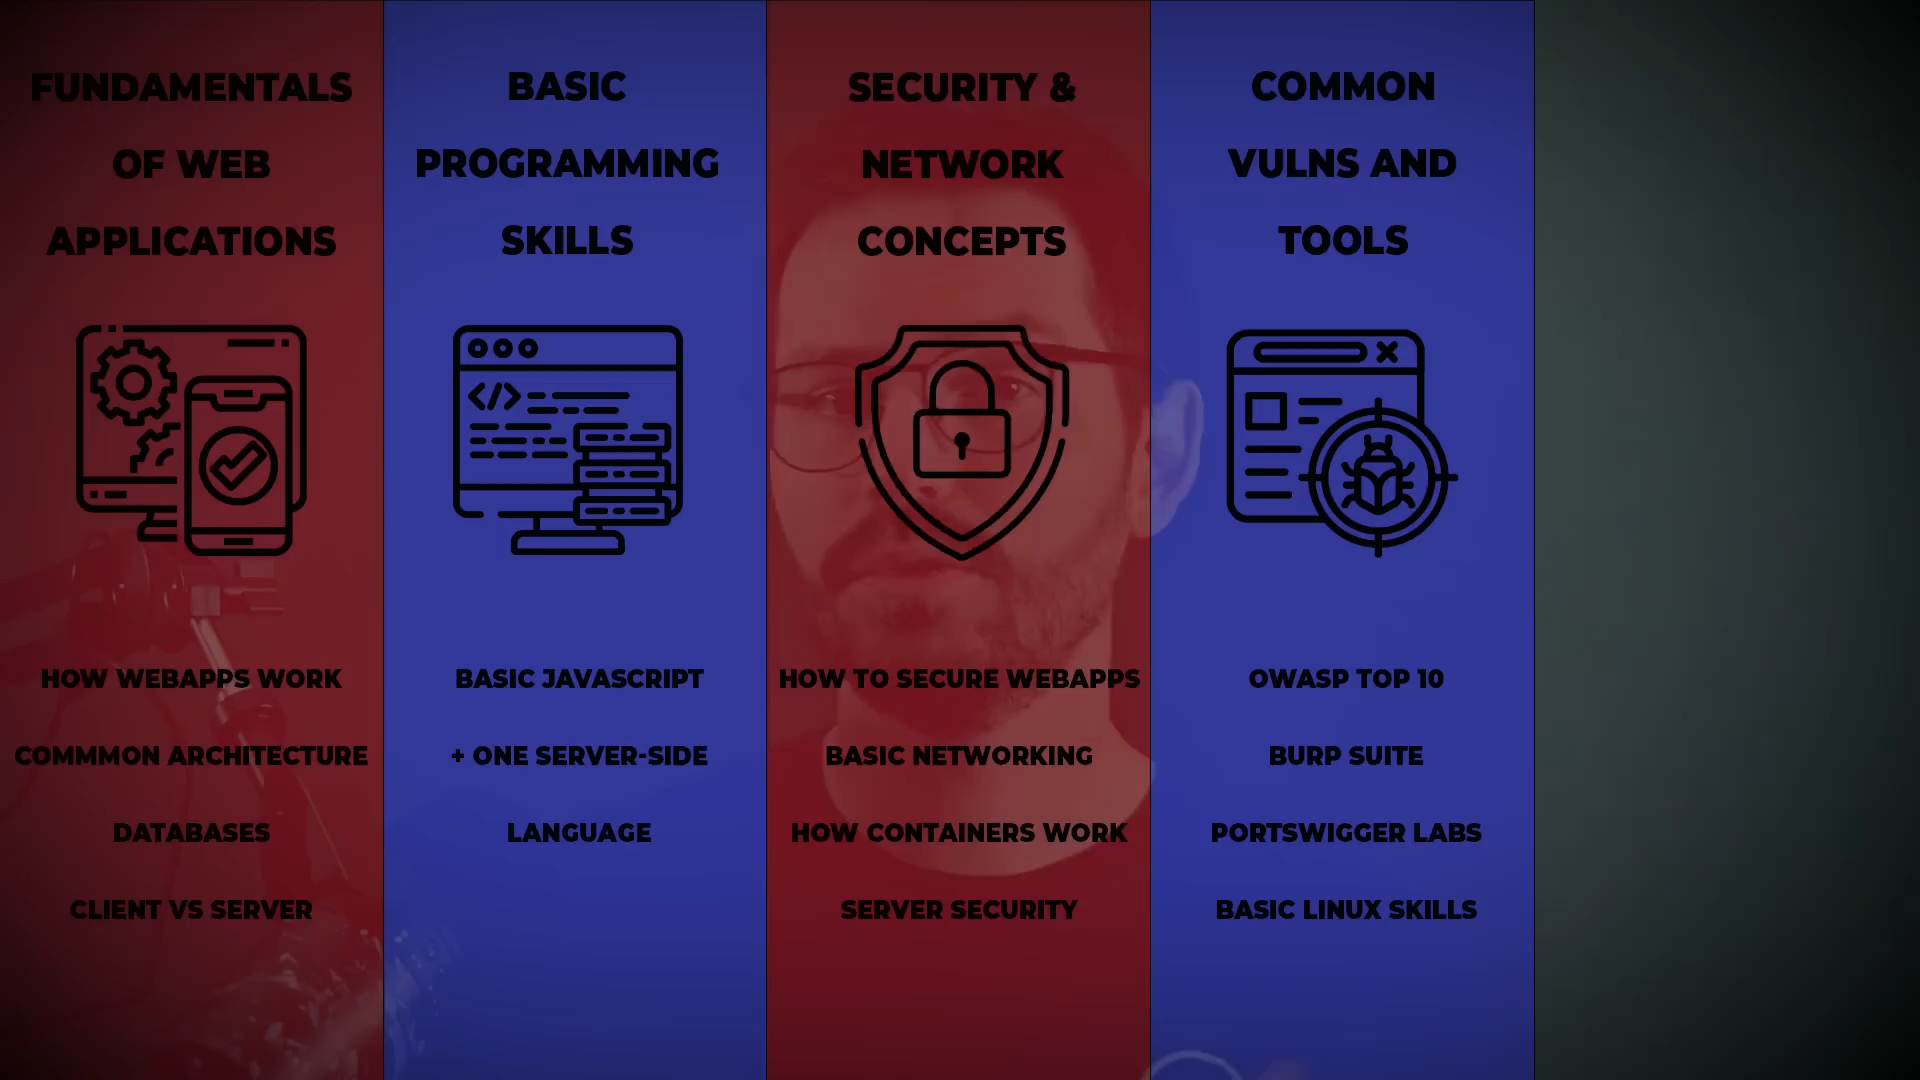 FUNDAMENTALS
OF WEB
APPLICATIONS
HOW WEBAPPS WORK
COMMMON ARCHITECTURE
DATABASES
CLIENT VS SERVER
BASIC
PROGRAMMING
SKILLS
BASIC JAVASCRIPT
+ ONE SERVER-SIDE
LANGUAGE
SECURITY &
NETWORK
CONCEPTS
HOW TO SECURE WEBAPPS
BASIC NETWORKING
HOW CONTAINERS WORK
SERVER SECURITY
COMMON
VULNS AND
TOOLS
OWASP TOP 10
BURP SUITE
PORTSWIGGER LABS
BASIC LINUX SKILLS